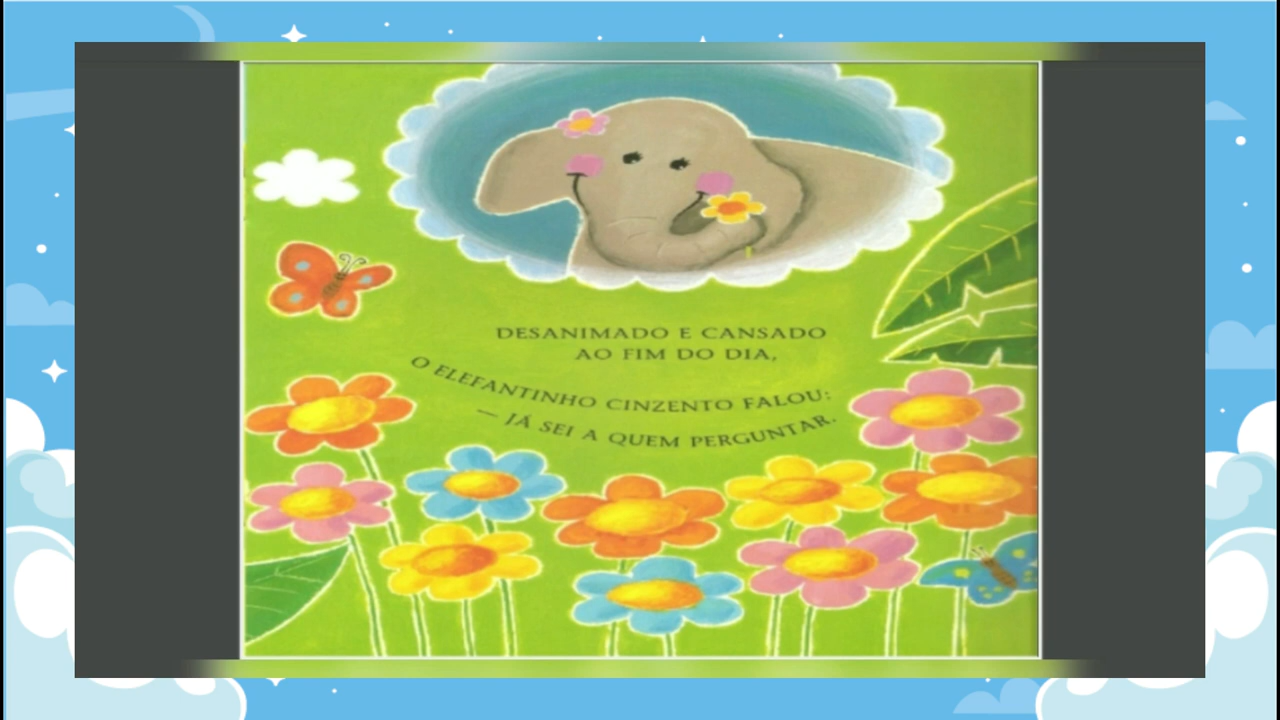 DESANIMADO E CANSADO
AO FIM DO DIA,
O ELEFANTINHO CINZENTO FALOU:
— JÁ SEI A QUEM PERGUNTAR.